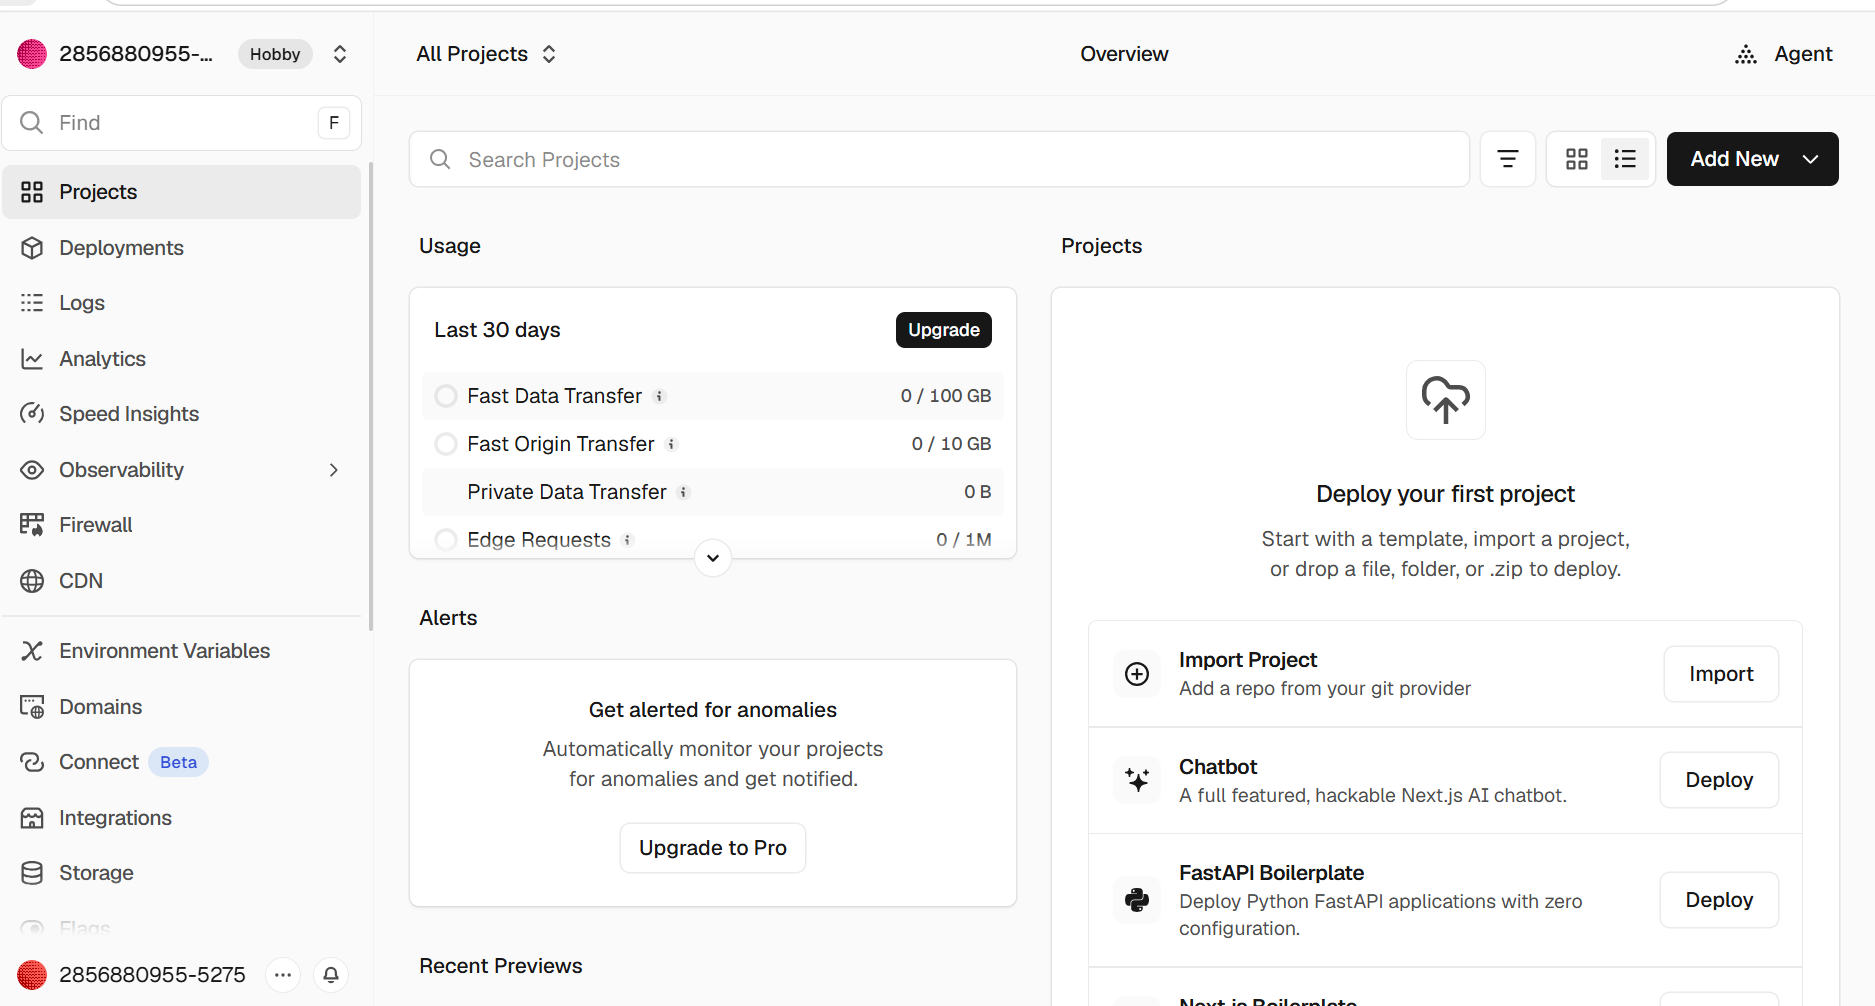 2856880955-...
Hobby
Find
F
Projects
Deployments
Logs
Analytics
Speed Insights
Observability
Firewall
CDN
Environment Variables
Domains
Connect
Beta
Integrations
Storage
Flags
2856880955-5275
All Projects
Overview
Agent
Search Projects
Add New
Usage
Last 30 days
Upgrade
Fast Data Transfer
0 / 100 GB
Fast Origin Transfer
0 / 10 GB
Private Data Transfer
0 B
Edge Requests
0 / 1M
Alerts
Get alerted for anomalies
Automatically monitor your projects
for anomalies and get notified.
Upgrade to Pro
Recent Previews
Projects
Deploy your first project
Start with a template, import a project,
or drop a file, folder, or .zip to deploy.
Import Project
Add a repo from your git provider
Import
Chatbot
A full featured, hackable Next.js AI chatbot.
Deploy
FastAPI Boilerplate
Deploy Python FastAPI applications with zero
configuration.
Deploy
Next.js Boilerplate